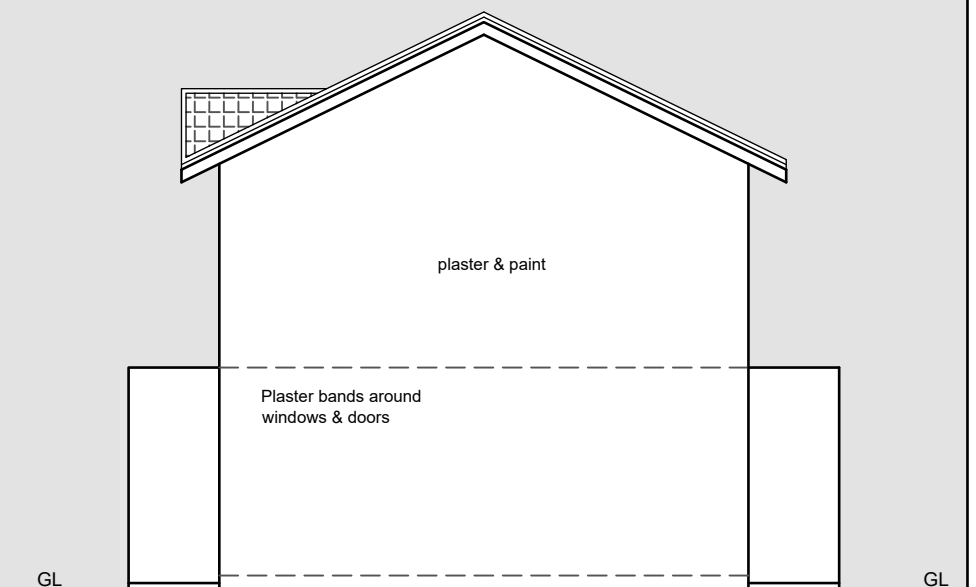 plaster & paint
Plaster bands around
windows & doors
GL
GL